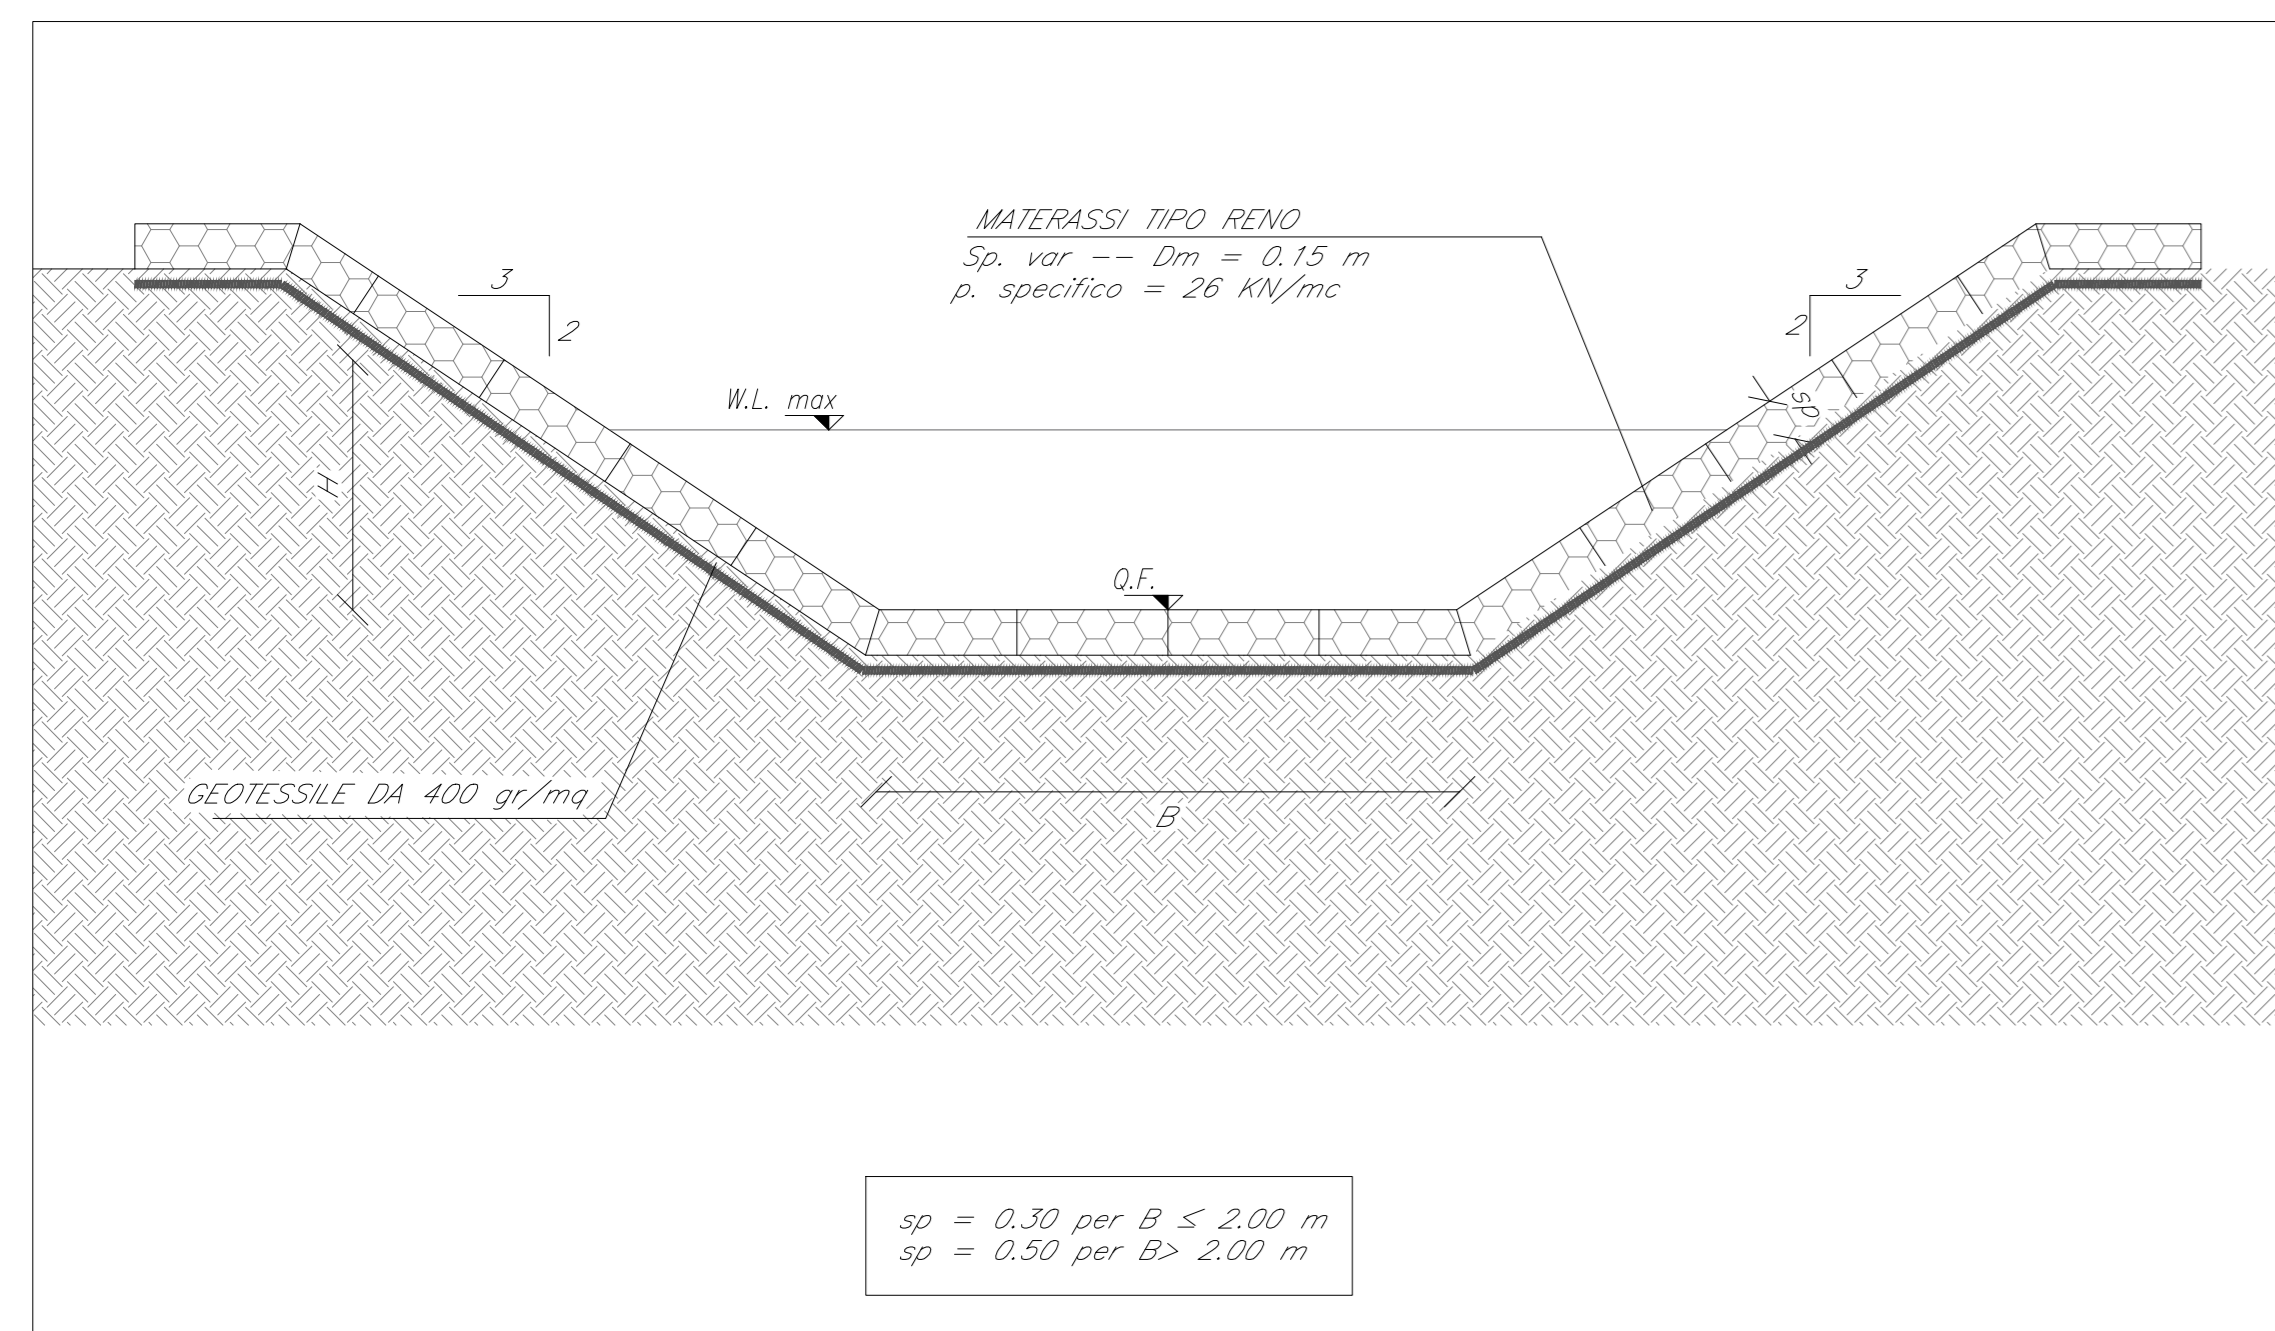 MATERASSI TIPO RENO
Sp. var -- Dm = 0.15 m
p. specifico = 26 KN/mc
3
2
3
2
W.L. max
sp
H
Q.F.
GEOTESSILE DA 400 gr/mq
B
sp = 0.30 per B ≤ 2.00 m
sp = 0.50 per B> 2.00 m